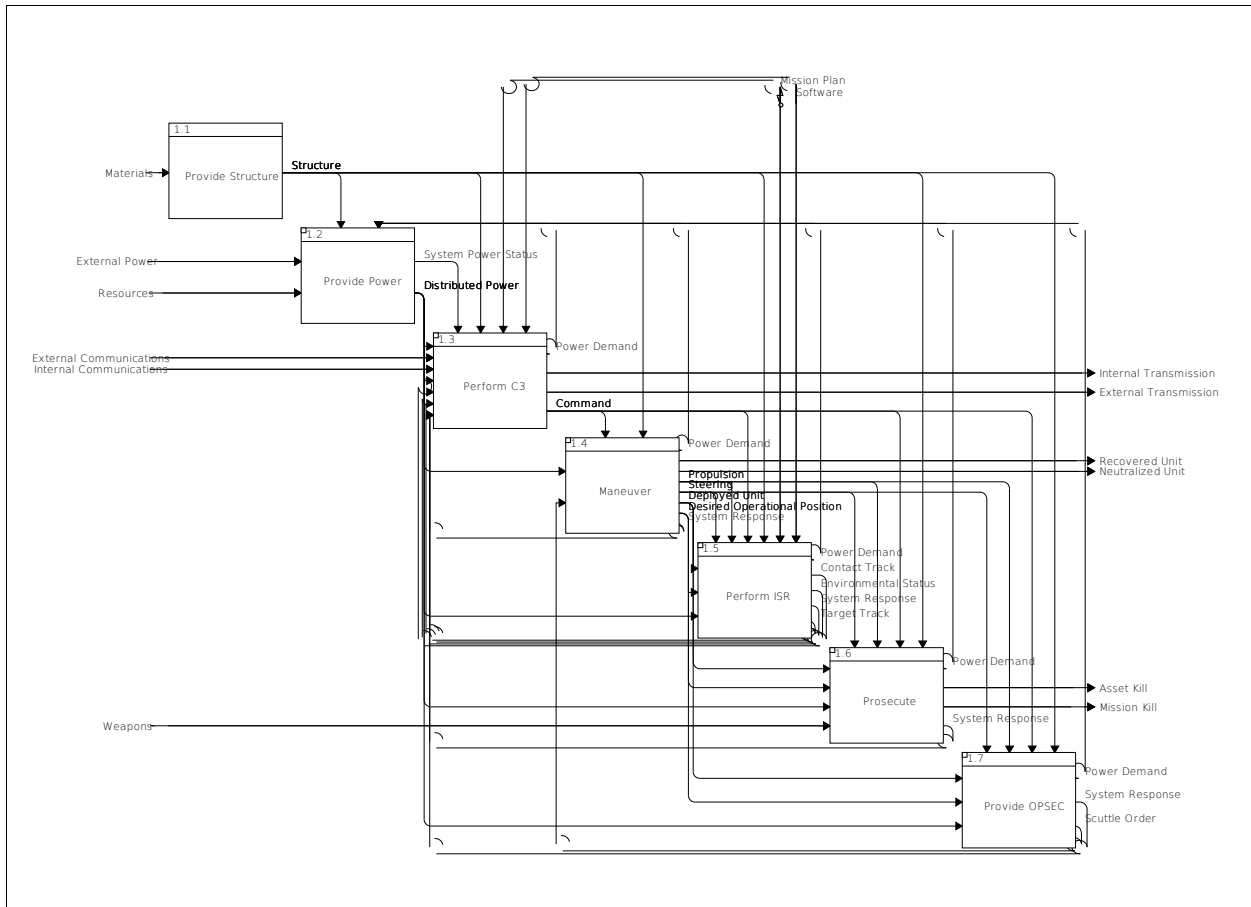 Mission Plan
Software
1.1
Provide Structure
Materials
Structure
1.2
Provide Power
External Power
Resources
System Power Status
Distributed Power
1.3
Perform C3
External Communications
Internal Communications
Power Demand
Internal Transmission
External Transmission
Command
1.4
Maneuver
Power Demand
Recovered Unit
Neutralized Unit
Propulsion
Steering
Deployed Unit
Desired Operational Position
System Response
1.5
Perform ISR
Power Demand
Contact Track
Environmental Status
System Response
Target Track
1.6
Prosecute
Power Demand
Asset Kill
Mission Kill
System Response
Weapons
1.7
Provide OPSEC
Power Demand
System Response
Scuttle Order